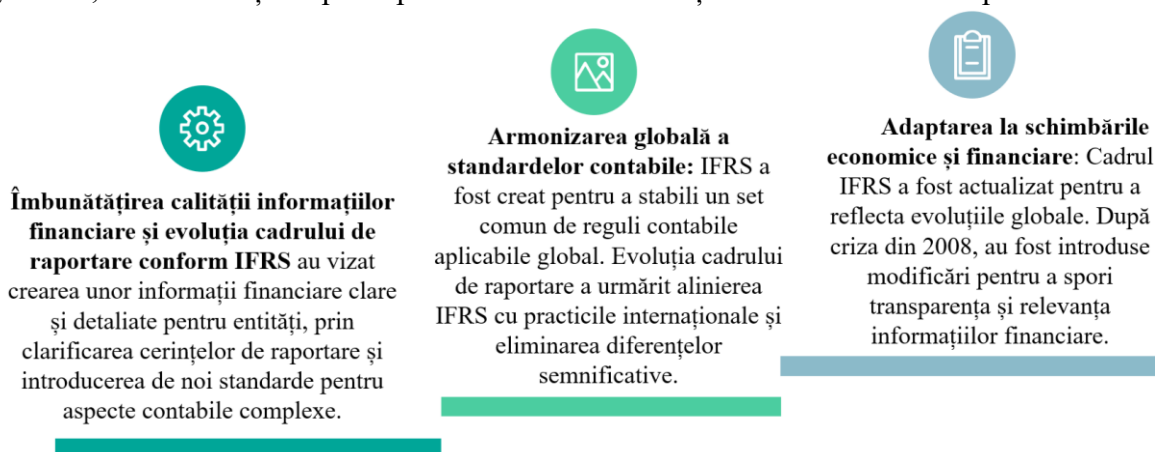 Îmbunătățirea calității informațiilor
financiare și evoluția cadrului de
raportare conform IFRS au vizat
crearea unor informații financiare clare
și detaliate pentru entități, prin
clarificarea cerințelor de raportare și
introducerea de noi standarde pentru
aspecte contabile complexe.
Armonizarea globală a
standardelor contabile: IFRS a
fost creat pentru a stabili un set
comun de reguli contabile
aplicabile global. Evoluția cadrului
de raportare a urmărit alinierea
IFRS cu practicile internaționale și
eliminarea diferențelor
semnificative.
Adaptarea la schimbările
economice și financiare: Cadrul
IFRS a fost actualizat pentru a
reflecta evoluțiile globale. După
criza din 2008, au fost introduse
modificări pentru a spori
transparența și relevanța
informațiilor financiare.